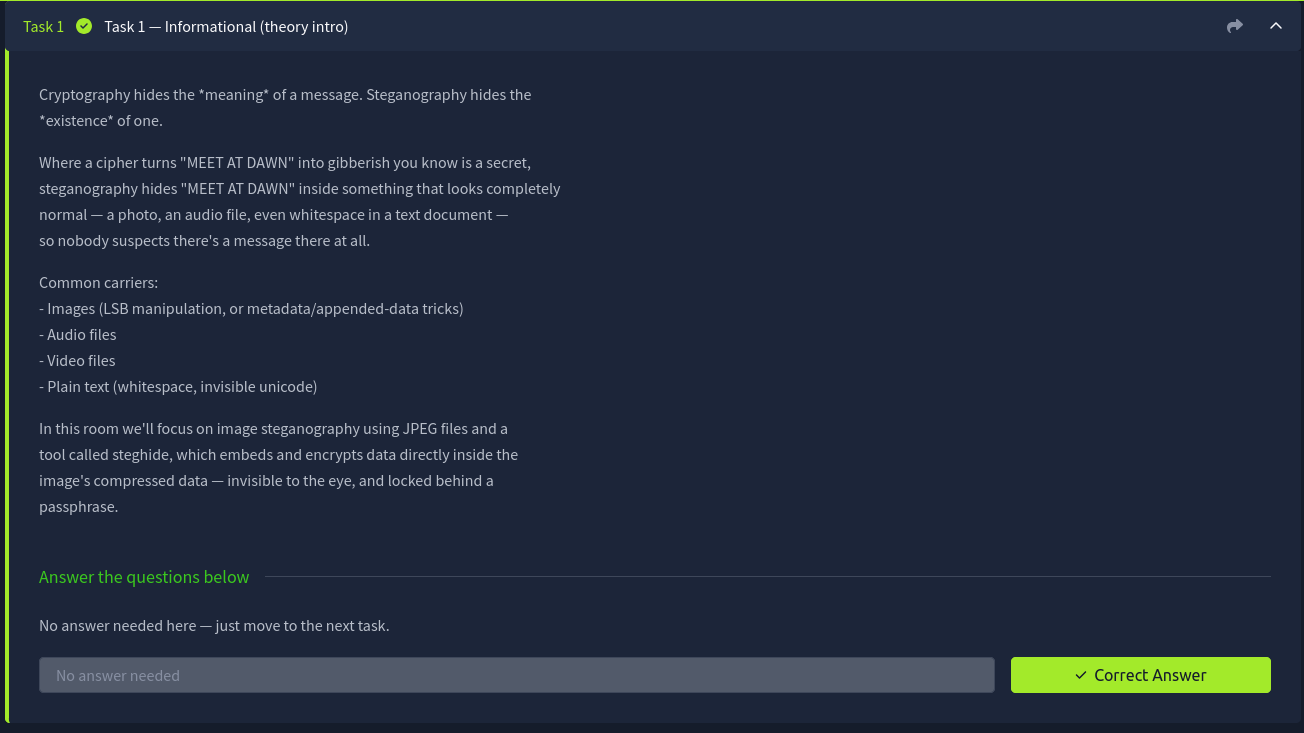 Task 1 Task 1 — Informational (theory intro)
Cryptography hides the *meaning* of a message. Steganography hides the
*existence* of one.
Where a cipher turns "MEET AT DAWN" into gibberish you know is a secret,
steganography hides "MEET AT DAWN" inside something that looks completely
normal — a photo, an audio file, even whitespace in a text document —
so nobody suspects there's a message there at all.
Common carriers:
- Images (LSB manipulation, or metadata/appended-data tricks)
- Audio files
- Video files
- Plain text (whitespace, invisible unicode)
In this room we'll focus on image steganography using JPEG files and a
tool called steghide, which embeds and encrypts data directly inside the
image's compressed data — invisible to the eye, and locked behind a
passphrase.
Answer the questions below
No answer needed here — just move to the next task.
No answer needed
Correct Answer